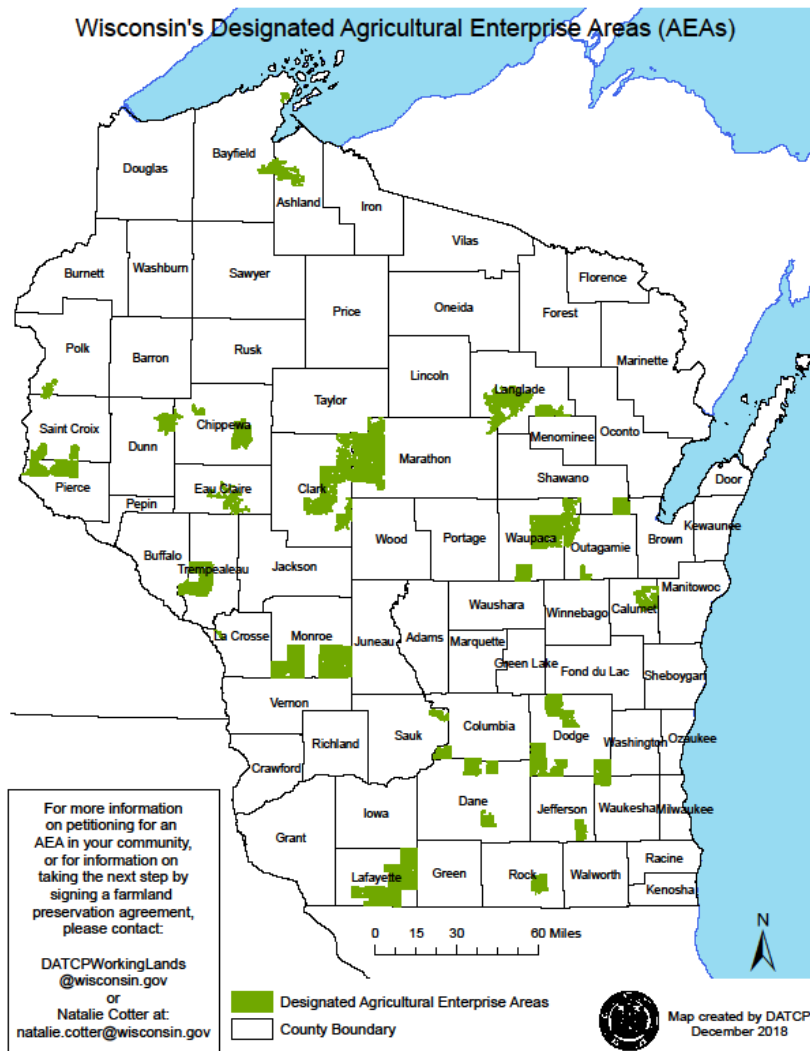 Wisconsin's Designated Agricultural Enterprise Areas (AEAs)
Douglas
Bayfield
Ashland
Iron
Vilas
Burnett
Washburn
Sawyer
Price
Oneida
Forest
Florence
Marinette
Polk
Barron
Rusk
Lincoln
Langlade
Taylor
Saint Croix
Dunn
Chippewa
Marathon
Menominee
Oconto
Pierce
Pepin
Eau Claire
Clark
Shawano
Door
Buffalo
Trempealeau
Jackson
Wood
Portage
Waupaca
Outagamie
Brown
Kewaunee
La Crosse
Monroe
Juneau
Adams
Waushara
Winnebago
Calumet
Manitowoc
Marquette
Green Lake
Fond du Lac
Sheboygan
Vernon
Richland
Sauk
Columbia
Dodge
Washington
Ozaukee
Crawford
Dane
Jefferson
Waukesha
Milwaukee
Grant
Iowa
Lafayette
Green
Rock
Walworth
Racine
Kenosha
For more information
on petitioning for an
AEA in your community,
or for information on
taking the next step by
signing a farmland
preservation agreement,
please contact:
DATCPWorkingLands
@wisconsin.gov
or
Natalie Cotter at:
natalie.cotter@wisconsin.gov
0 15 30 60 Miles
N
Designated Agricultural Enterprise Areas
County Boundary
Map created by DATCP
December 2018